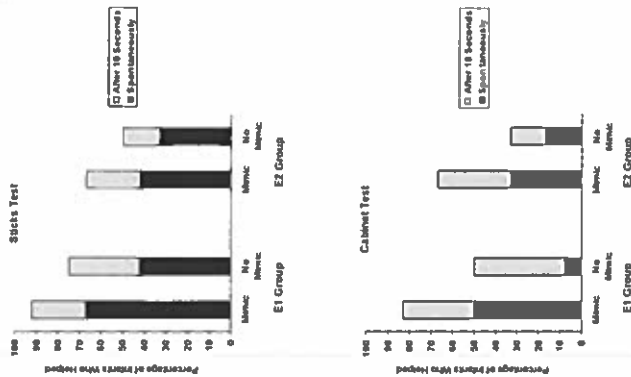 Sticks Test
After 10 Seconds
Spontaneously
Percentage of Infants Who Helped
100
90
80
70
60
50
40
30
20
10
0
Mimic
No Mimic
Mimic
No Mimic
E1 Group
E2 Group
Cabinet Test
After 10 Seconds
Spontaneously
Percentage of Infants Who Helped
100
90
80
70
60
50
40
30
20
10
0
Mimic
No Mimic
Mimic
No Mimic
E1 Group
E2 Group